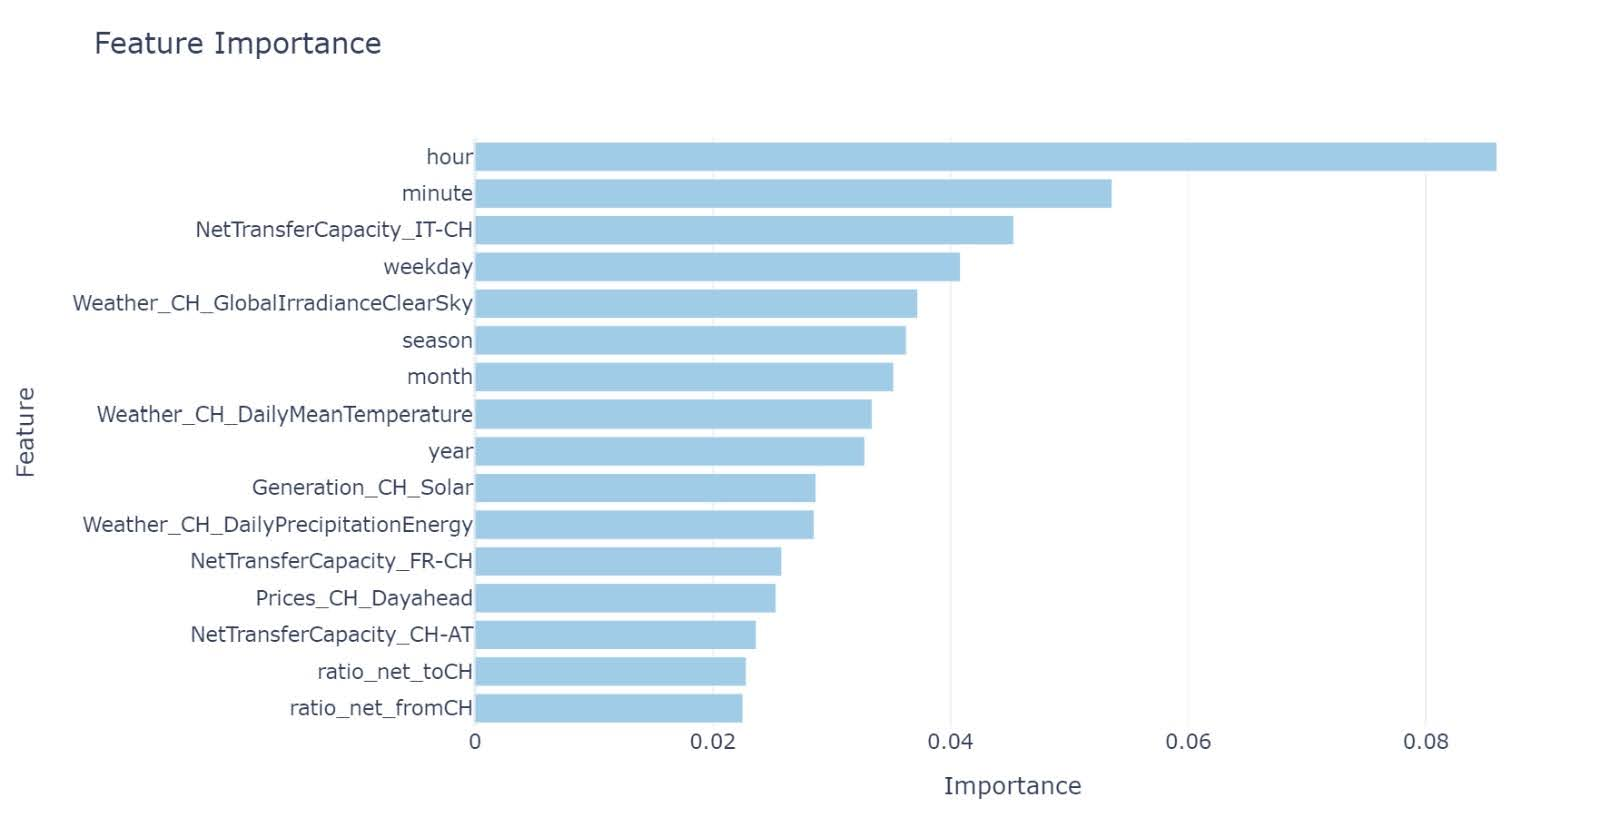 Feature Importance
hour
minute
NetTransferCapacity_IT-CH
weekday
Weather_CH_GlobalIrradianceClearSky
season
month
Weather_CH_DailyMeanTemperature
year
Generation_CH_Solar
Weather_CH_DailyPrecipitationEnergy
NetTransferCapacity_FR-CH
Prices_CH_Dayahead
NetTransferCapacity_CH-AT
ratio_net_toCH
ratio_net_fromCH
Feature
0 0.02 0.04 0.06 0.08
Importance